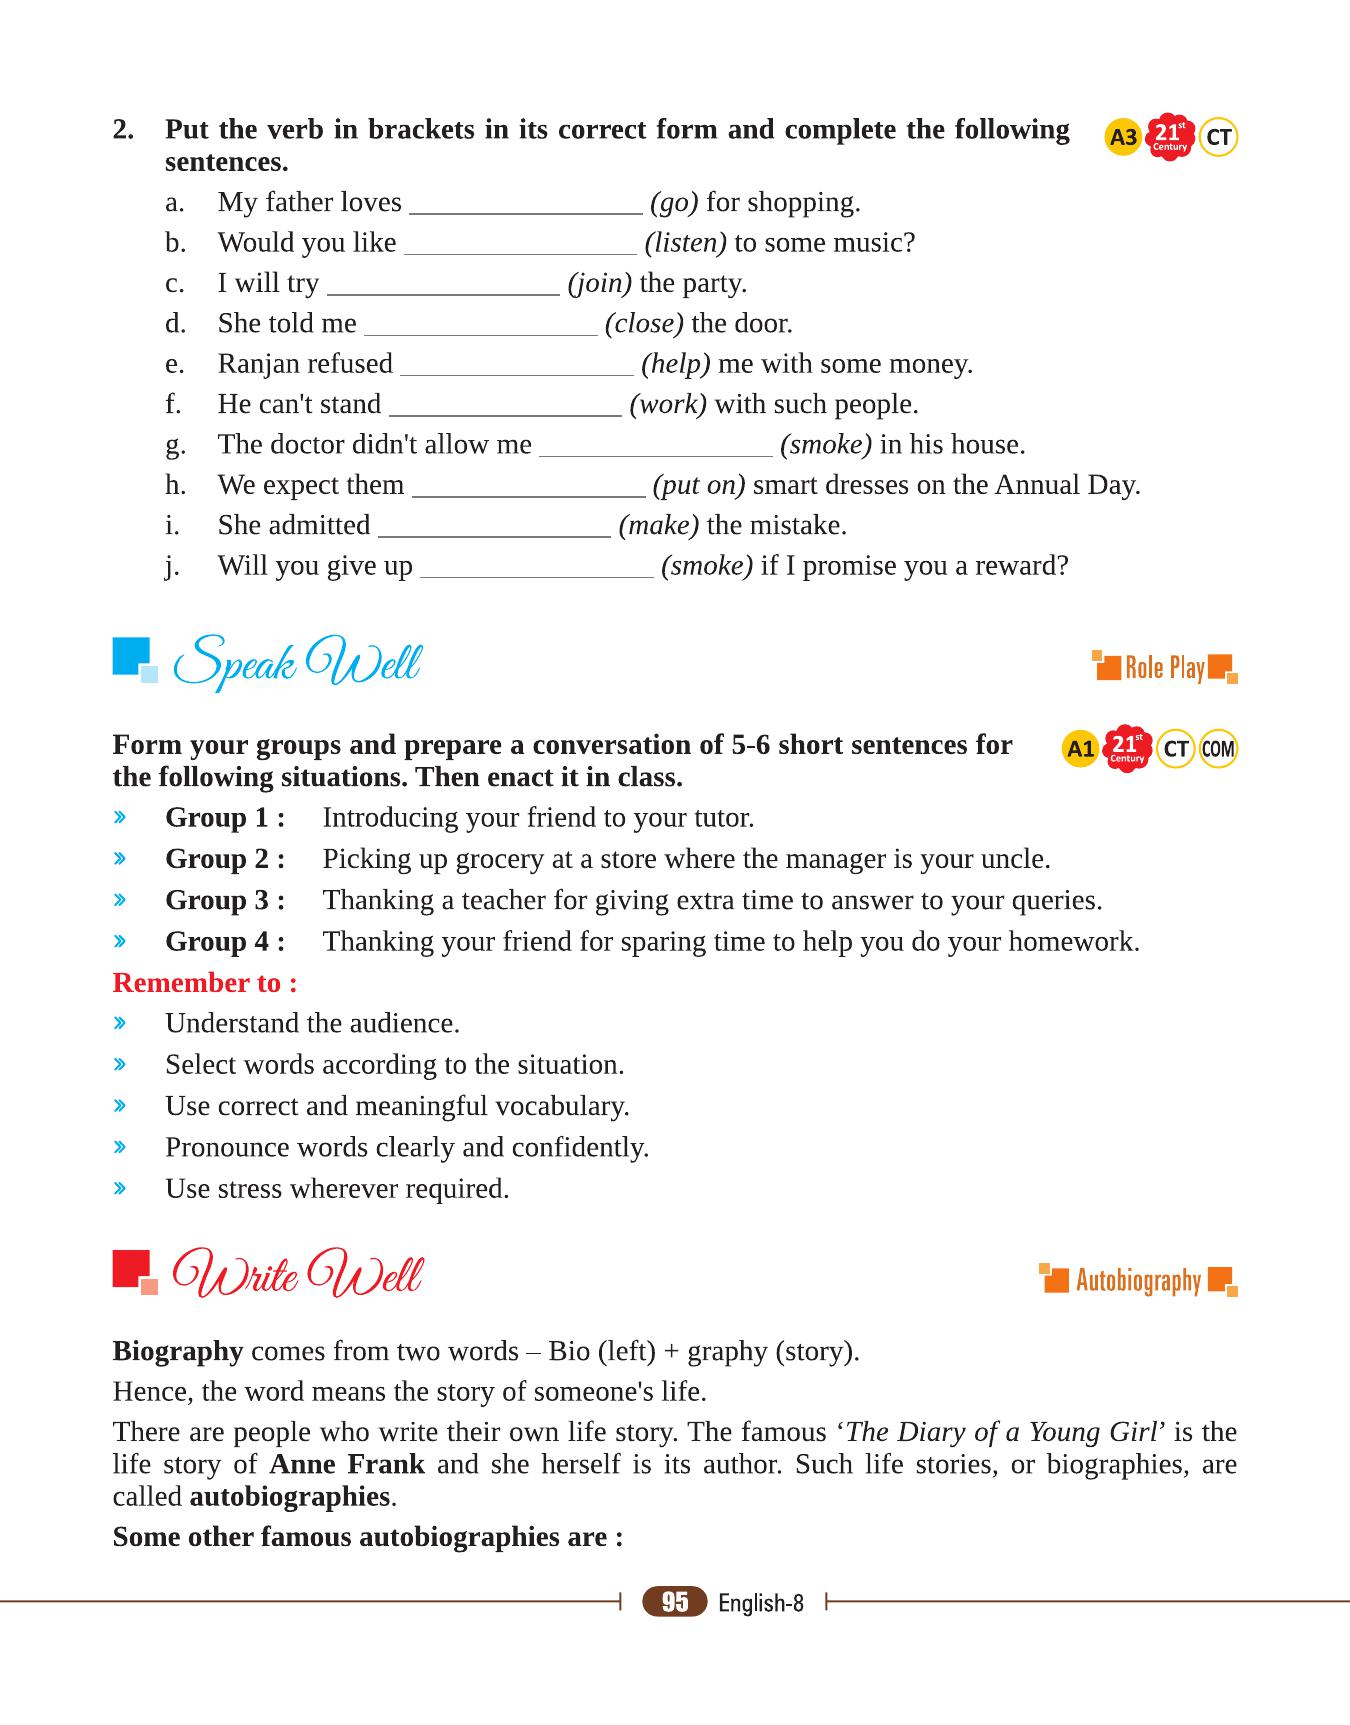 2. Put the verb in brackets in its correct form and complete the following
sentences.
A3 21st Century CT
a. My father loves ________________ (go) for shopping.
b. Would you like ________________ (listen) to some music?
c. I will try ________________ (join) the party.
d. She told me ________________ (close) the door.
e. Ranjan refused ________________ (help) me with some money.
f. He can't stand ________________ (work) with such people.
g. The doctor didn't allow me ________________ (smoke) in his house.
h. We expect them ________________ (put on) smart dresses on the Annual Day.
i. She admitted ________________ (make) the mistake.
j. Will you give up ________________ (smoke) if I promise you a reward?
Speak Well
Role Play
Form your groups and prepare a conversation of 5-6 short sentences for
the following situations. Then enact it in class.
A1 21st Century CT COM
» Group 1 : Introducing your friend to your tutor.
» Group 2 : Picking up grocery at a store where the manager is your uncle.
» Group 3 : Thanking a teacher for giving extra time to answer to your queries.
» Group 4 : Thanking your friend for sparing time to help you do your homework.
Remember to :
» Understand the audience.
» Select words according to the situation.
» Use correct and meaningful vocabulary.
» Pronounce words clearly and confidently.
» Use stress wherever required.
Write Well
Autobiography
Biography comes from two words – Bio (left) + graphy (story).
Hence, the word means the story of someone's life.
There are people who write their own life story. The famous ‘The Diary of a Young Girl’ is the
life story of Anne Frank and she herself is its author. Such life stories, or biographies, are
called autobiographies.
Some other famous autobiographies are :
95 English-8